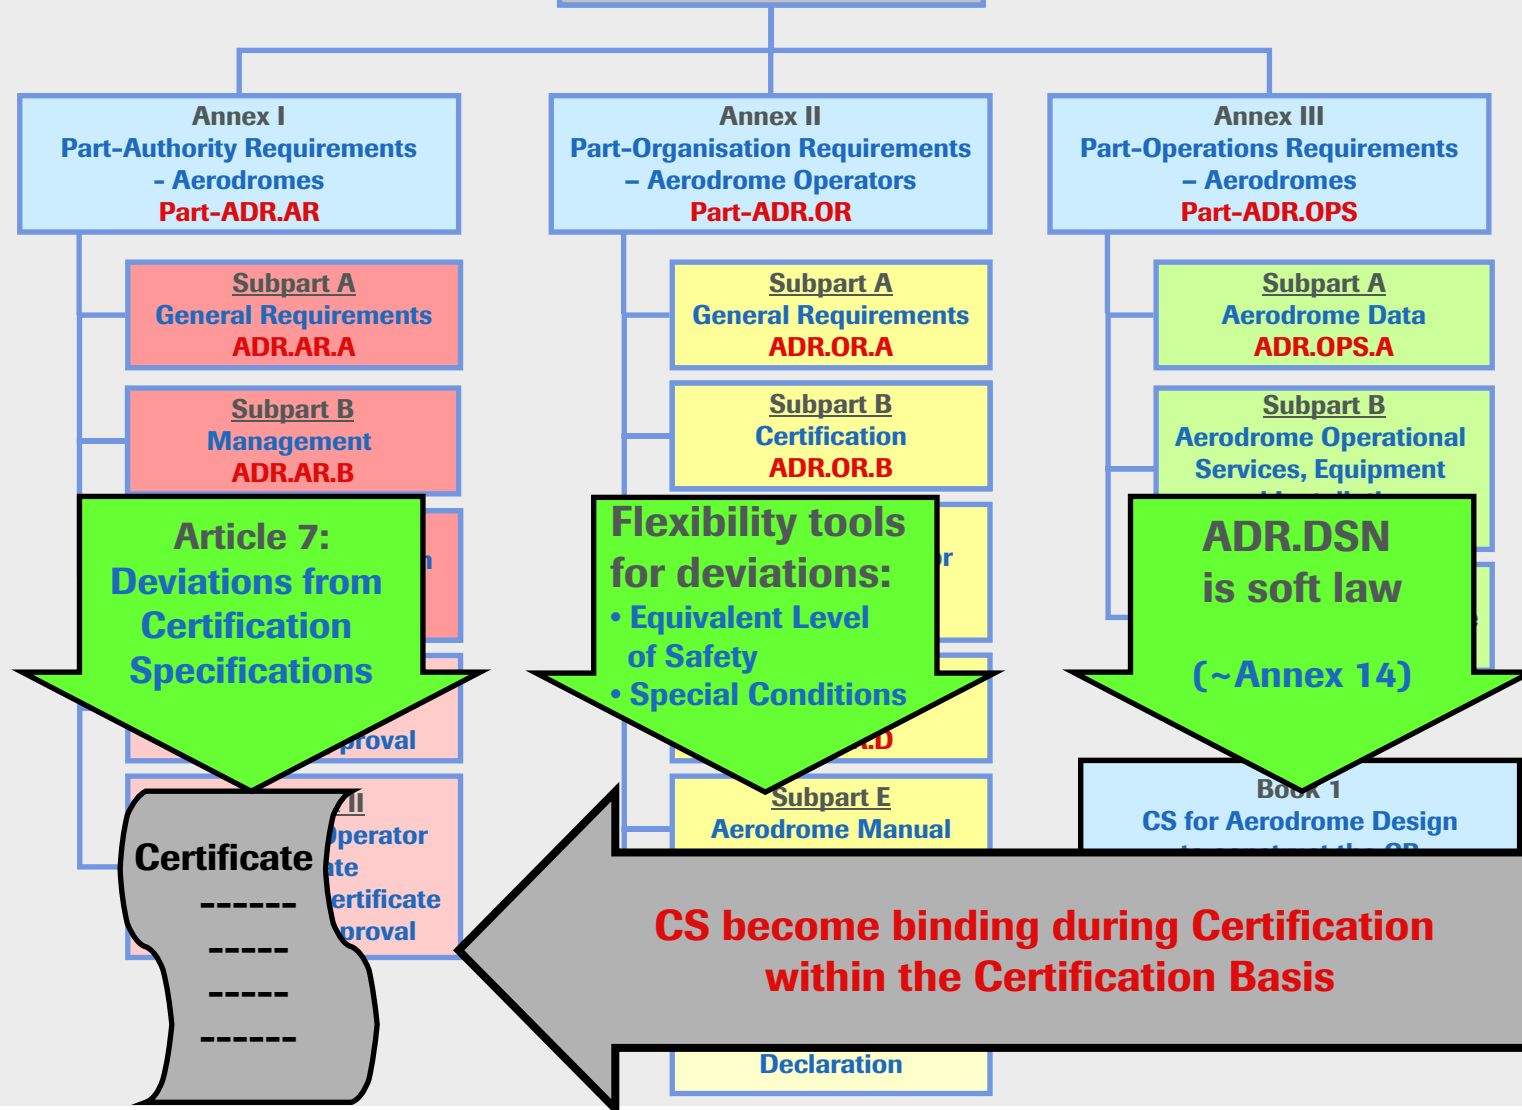 Annex I
Part-Authority Requirements
- Aerodromes
Part-ADR.AR
Annex II
Part-Organisation Requirements
– Aerodrome Operators
Part-ADR.OR
Annex III
Part-Operations Requirements
– Aerodromes
Part-ADR.OPS
Subpart A
General Requirements
ADR.AR.A
Subpart A
General Requirements
ADR.OR.A
Subpart A
Aerodrome Data
ADR.OPS.A
Subpart B
Management
ADR.AR.B
Subpart B
Certification
ADR.OR.B
Subpart B
Aerodrome Operational
Services, Equipment
Article 7:
Deviations from
Certification
Specifications
Flexibility tools
for deviations:
• Equivalent Level
of Safety
• Special Conditions
ADR.DSN
is soft law
(~Annex 14)
Subpart E
Aerodrome Manual
Book 1
CS for Aerodrome Design
Certificate
------
-----
-----
------
CS become binding during Certification
within the Certification Basis
Declaration